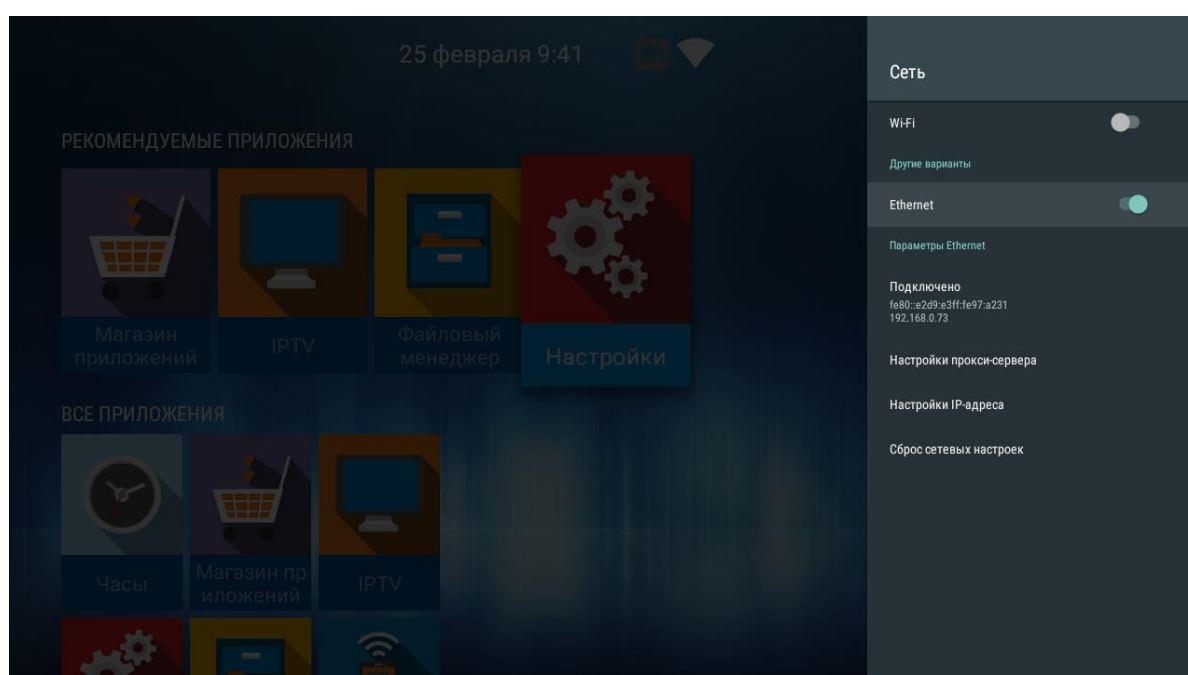 25 февраля 9:41
РЕКОМЕНДУЕМЫЕ ПРИЛОЖЕНИЯ
Магазин
приложений
IPTV
Файловый
менеджер
Настройки
ВСЕ ПРИЛОЖЕНИЯ
Часы
Магазин пр
иложений
IPTV
Сеть
Wi-Fi
Другие варианты
Ethernet
Параметры Ethernet
Подключено
fe80::e2d9:e3ff:fe97:a231
192.168.0.73
Настройки прокси-сервера
Настройки IP-адреса
Сброс сетевых настроек